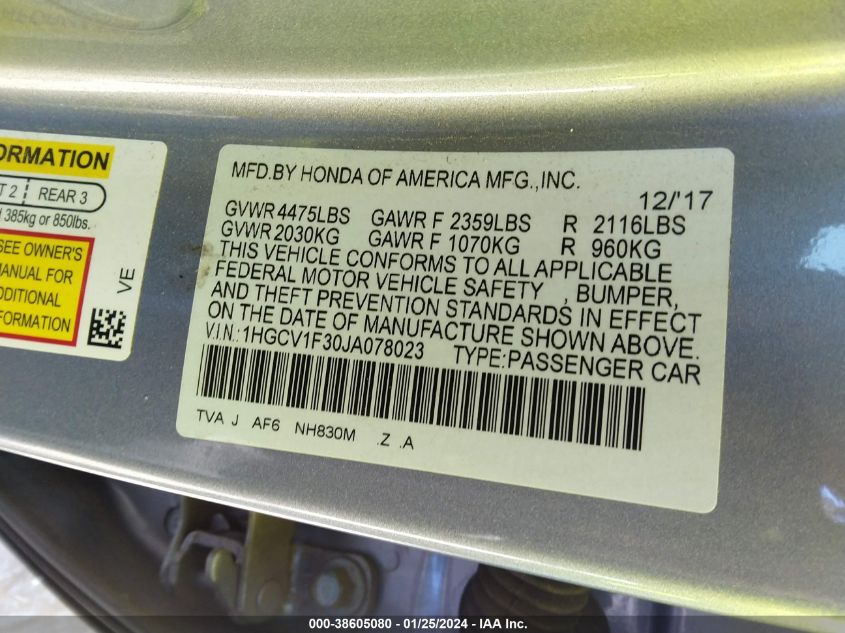 ORMATION
T 2 REAR 3
385kg or 850lbs.
SEE OWNER'S
MANUAL FOR
DDITIONAL
FORMATION
VE
MFD.BY HONDA OF AMERICA MFG.,INC.
12/'17
GVWR 4475LBS GAWR F 2359LBS R 2116LBS
GVWR 2030KG GAWR F 1070KG R 960KG
THIS VEHICLE CONFORMS TO ALL APPLICABLE
FEDERAL MOTOR VEHICLE SAFETY , BUMPER,
AND THEFT PREVENTION STANDARDS IN EFFECT
ON THE DATE OF MANUFACTURE SHOWN ABOVE.
V.I.N.: 1HGCV1F30JA078023 TYPE:PASSENGER CAR
TVA J AF6 NH830M .Z .A
000-38605080 - 01/25/2024 - IAA Inc.